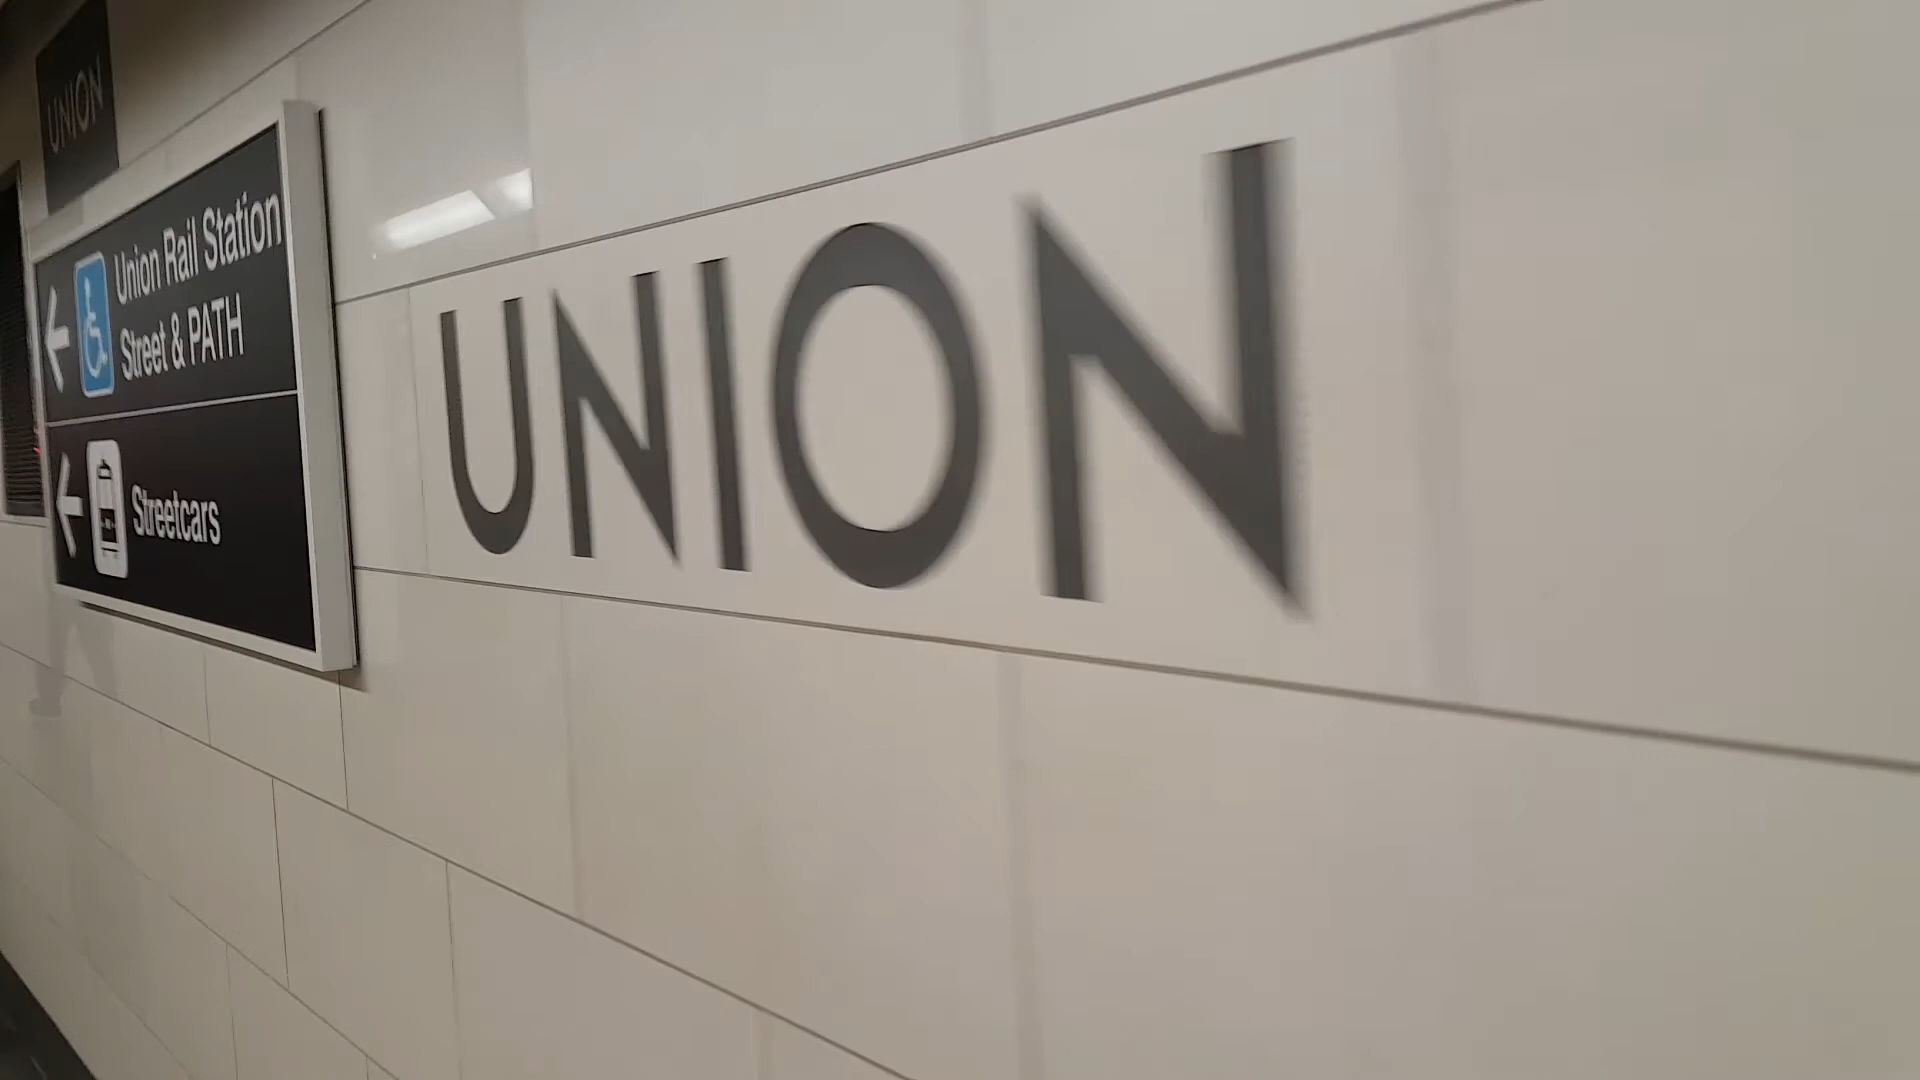 UNION
Union Rail Station
Street & PATH
Streetcars
UNION